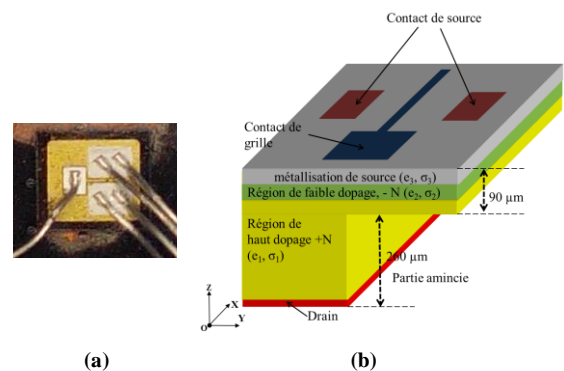 Contact de source
Contact de
grille
métallisation de source (e₃, σ₃)
Région de faible dopage, - N (e₂, σ₂)
90 µm
Région de
haut dopage +N
(e₁, σ₁)
260 µm
Partie amincie
Z
X
O
Y
Drain
(a)
(b)